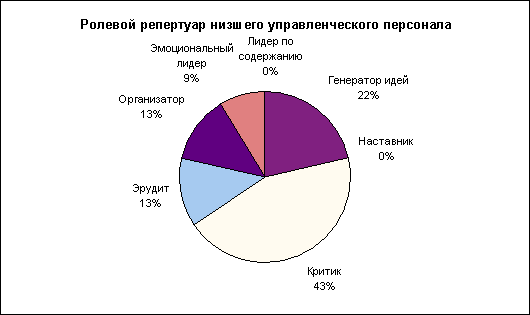 Ролевой репертуар низшего управленческого персонала
Лидер по
содержанию
0%
Генератор идей
22%
Наставник
0%
Критик
43%
Эрудит
13%
Организатор
13%
Эмоциональный
лидер
9%